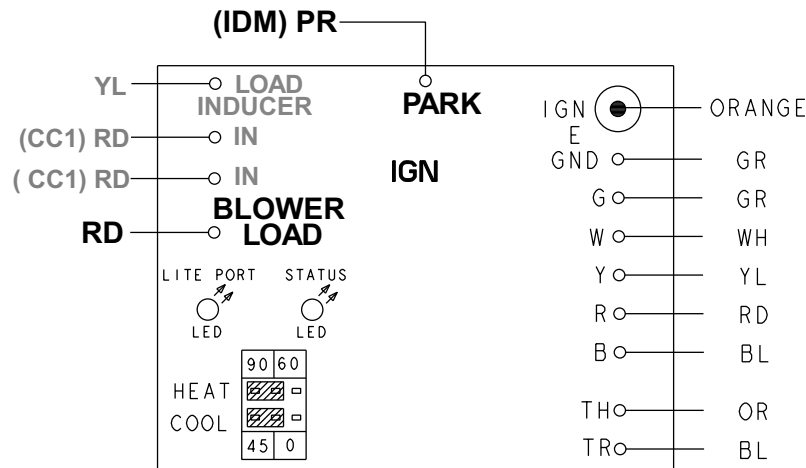 (IDM) PR
YL LOAD
INDUCER
PARK
(CC1) RD IN
( CC1) RD IN
IGN
BLOWER
RD LOAD
LITE PORT STATUS
LED LED
90 60
HEAT
COOL
45 0
IGN ORANGE
E
GND GR
G GR
W WH
Y YL
R RD
B BL
TH OR
TR BL